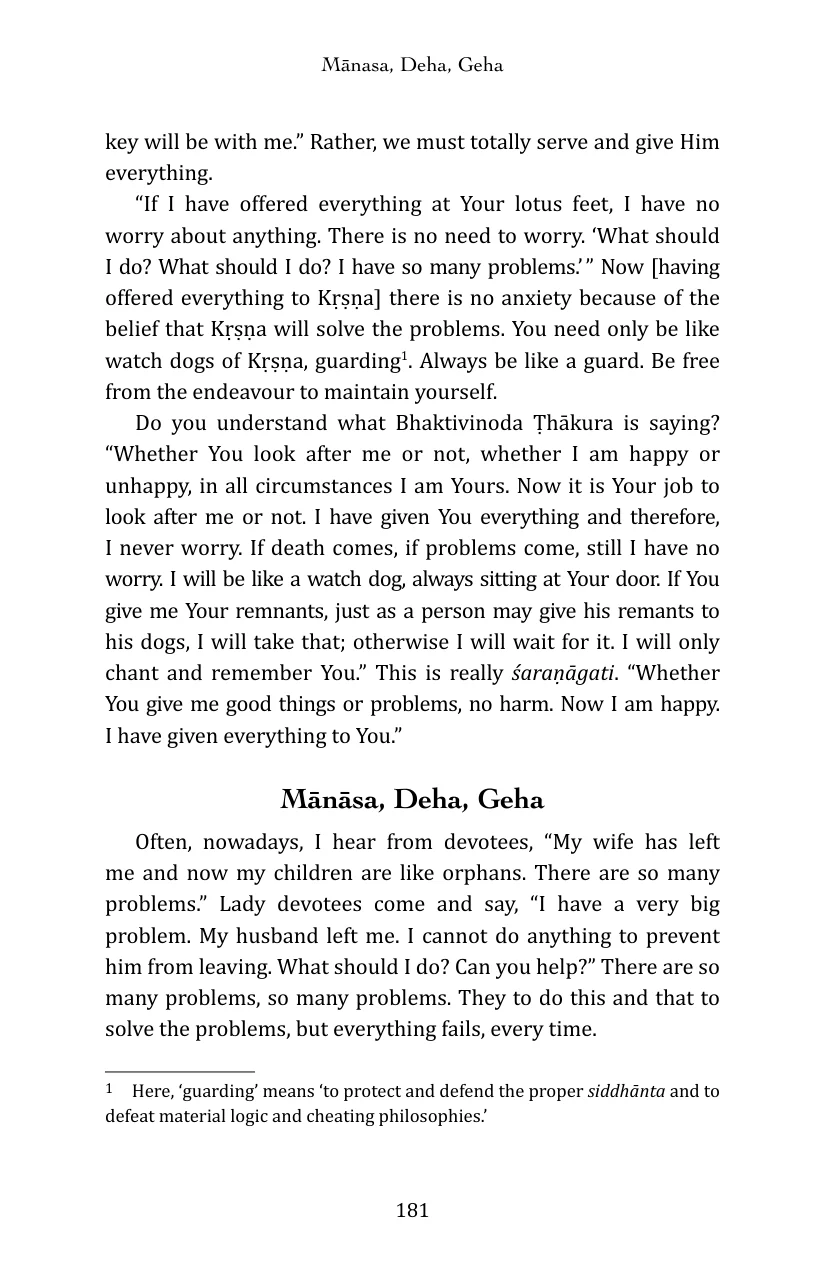 Mānasa, Deha, Geha
key will be with me.” Rather, we must totally serve and give Him
everything.
“If I have offered everything at Your lotus feet, I have no
worry about anything. There is no need to worry. ‘What should
I do? What should I do? I have so many problems.’ ” Now [having
offered everything to Kṛṣṇa] there is no anxiety because of the
belief that Kṛṣṇa will solve the problems. You need only be like
watch dogs of Kṛṣṇa, guarding¹. Always be like a guard. Be free
from the endeavour to maintain yourself.
Do you understand what Bhaktivinoda Ṭhākura is saying?
“Whether You look after me or not, whether I am happy or
unhappy, in all circumstances I am Yours. Now it is Your job to
look after me or not. I have given You everything and therefore,
I never worry. If death comes, if problems come, still I have no
worry. I will be like a watch dog, always sitting at Your door. If You
give me Your remnants, just as a person may give his remants to
his dogs, I will take that; otherwise I will wait for it. I will only
chant and remember You.” This is really śaraṇāgati. “Whether
You give me good things or problems, no harm. Now I am happy.
I have given everything to You.”
Mānāsa, Deha, Geha
Often, nowadays, I hear from devotees, “My wife has left
me and now my children are like orphans. There are so many
problems.” Lady devotees come and say, “I have a very big
problem. My husband left me. I cannot do anything to prevent
him from leaving. What should I do? Can you help?” There are so
many problems, so many problems. They to do this and that to
solve the problems, but everything fails, every time.
1 Here, ‘guarding’ means ‘to protect and defend the proper siddhānta and to
defeat material logic and cheating philosophies.’
181